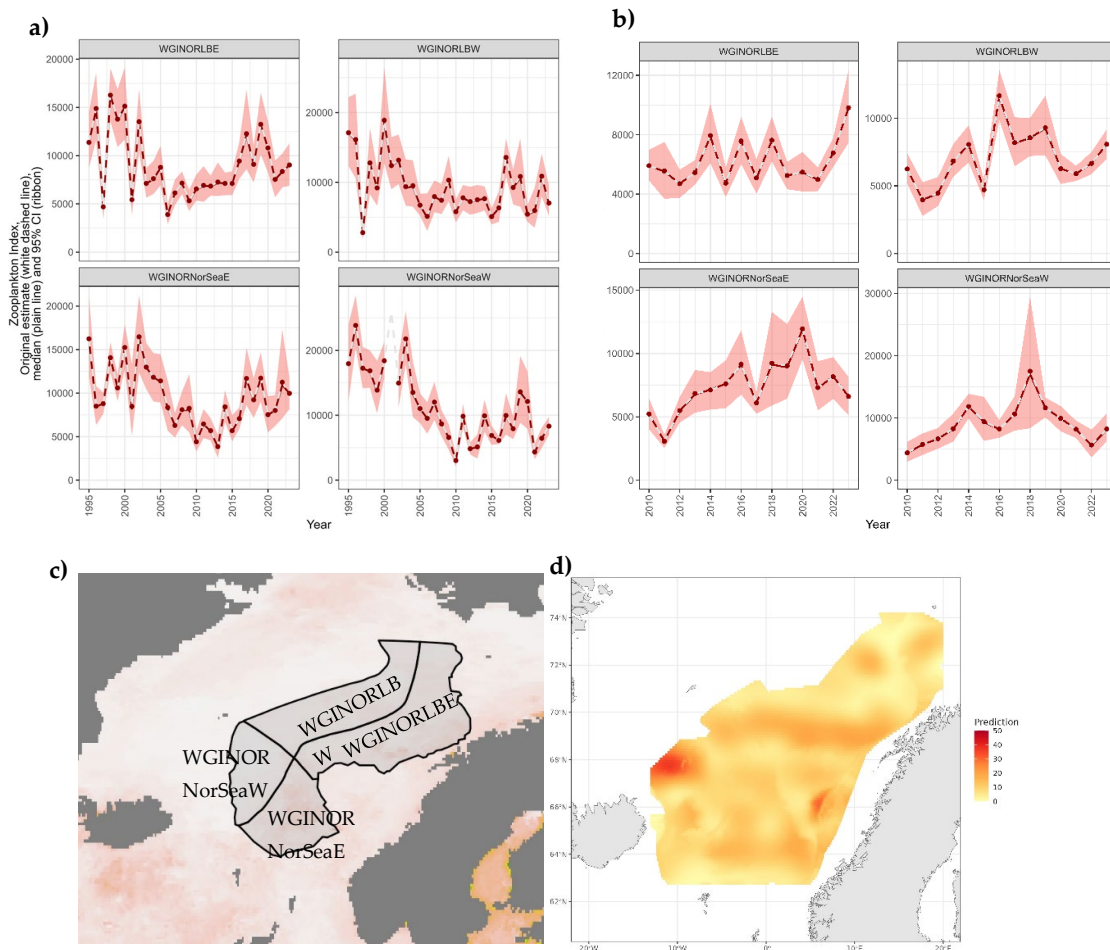 a)
WGINORLBE
WGINORLBW
20000
15000
10000
5000
0
20000
10000
0
Zooplankton Index,
Original estimate (white dashed line),
median (plain line) and 95% CI (ribbon)
WGINORNorSeaE
WGINORNorSeaW
20000
15000
10000
5000
0
20000
10000
0
1995
2000
2005
2010
2015
2020
1995
2000
2005
2010
2015
2020
Year
b)
WGINORLBE
WGINORLBW
12000
9000
6000
3000
0
10000
5000
0
WGINORNorSeaE
WGINORNorSeaW
15000
10000
5000
0
30000
20000
10000
0
2010
2012
2014
2016
2018
2020
2022
2010
2012
2014
2016
2018
2020
2022
Year
c)
WGINORLB
W WGINORLBE
WGINOR
NorSeaW
WGINOR
NorSeaE
d)
74°N
72°N
70°N
68°N
66°N
64°N
62°N
20°W
10°W
0°E
10°E
20°E
Prediction
50
40
30
20
10
0